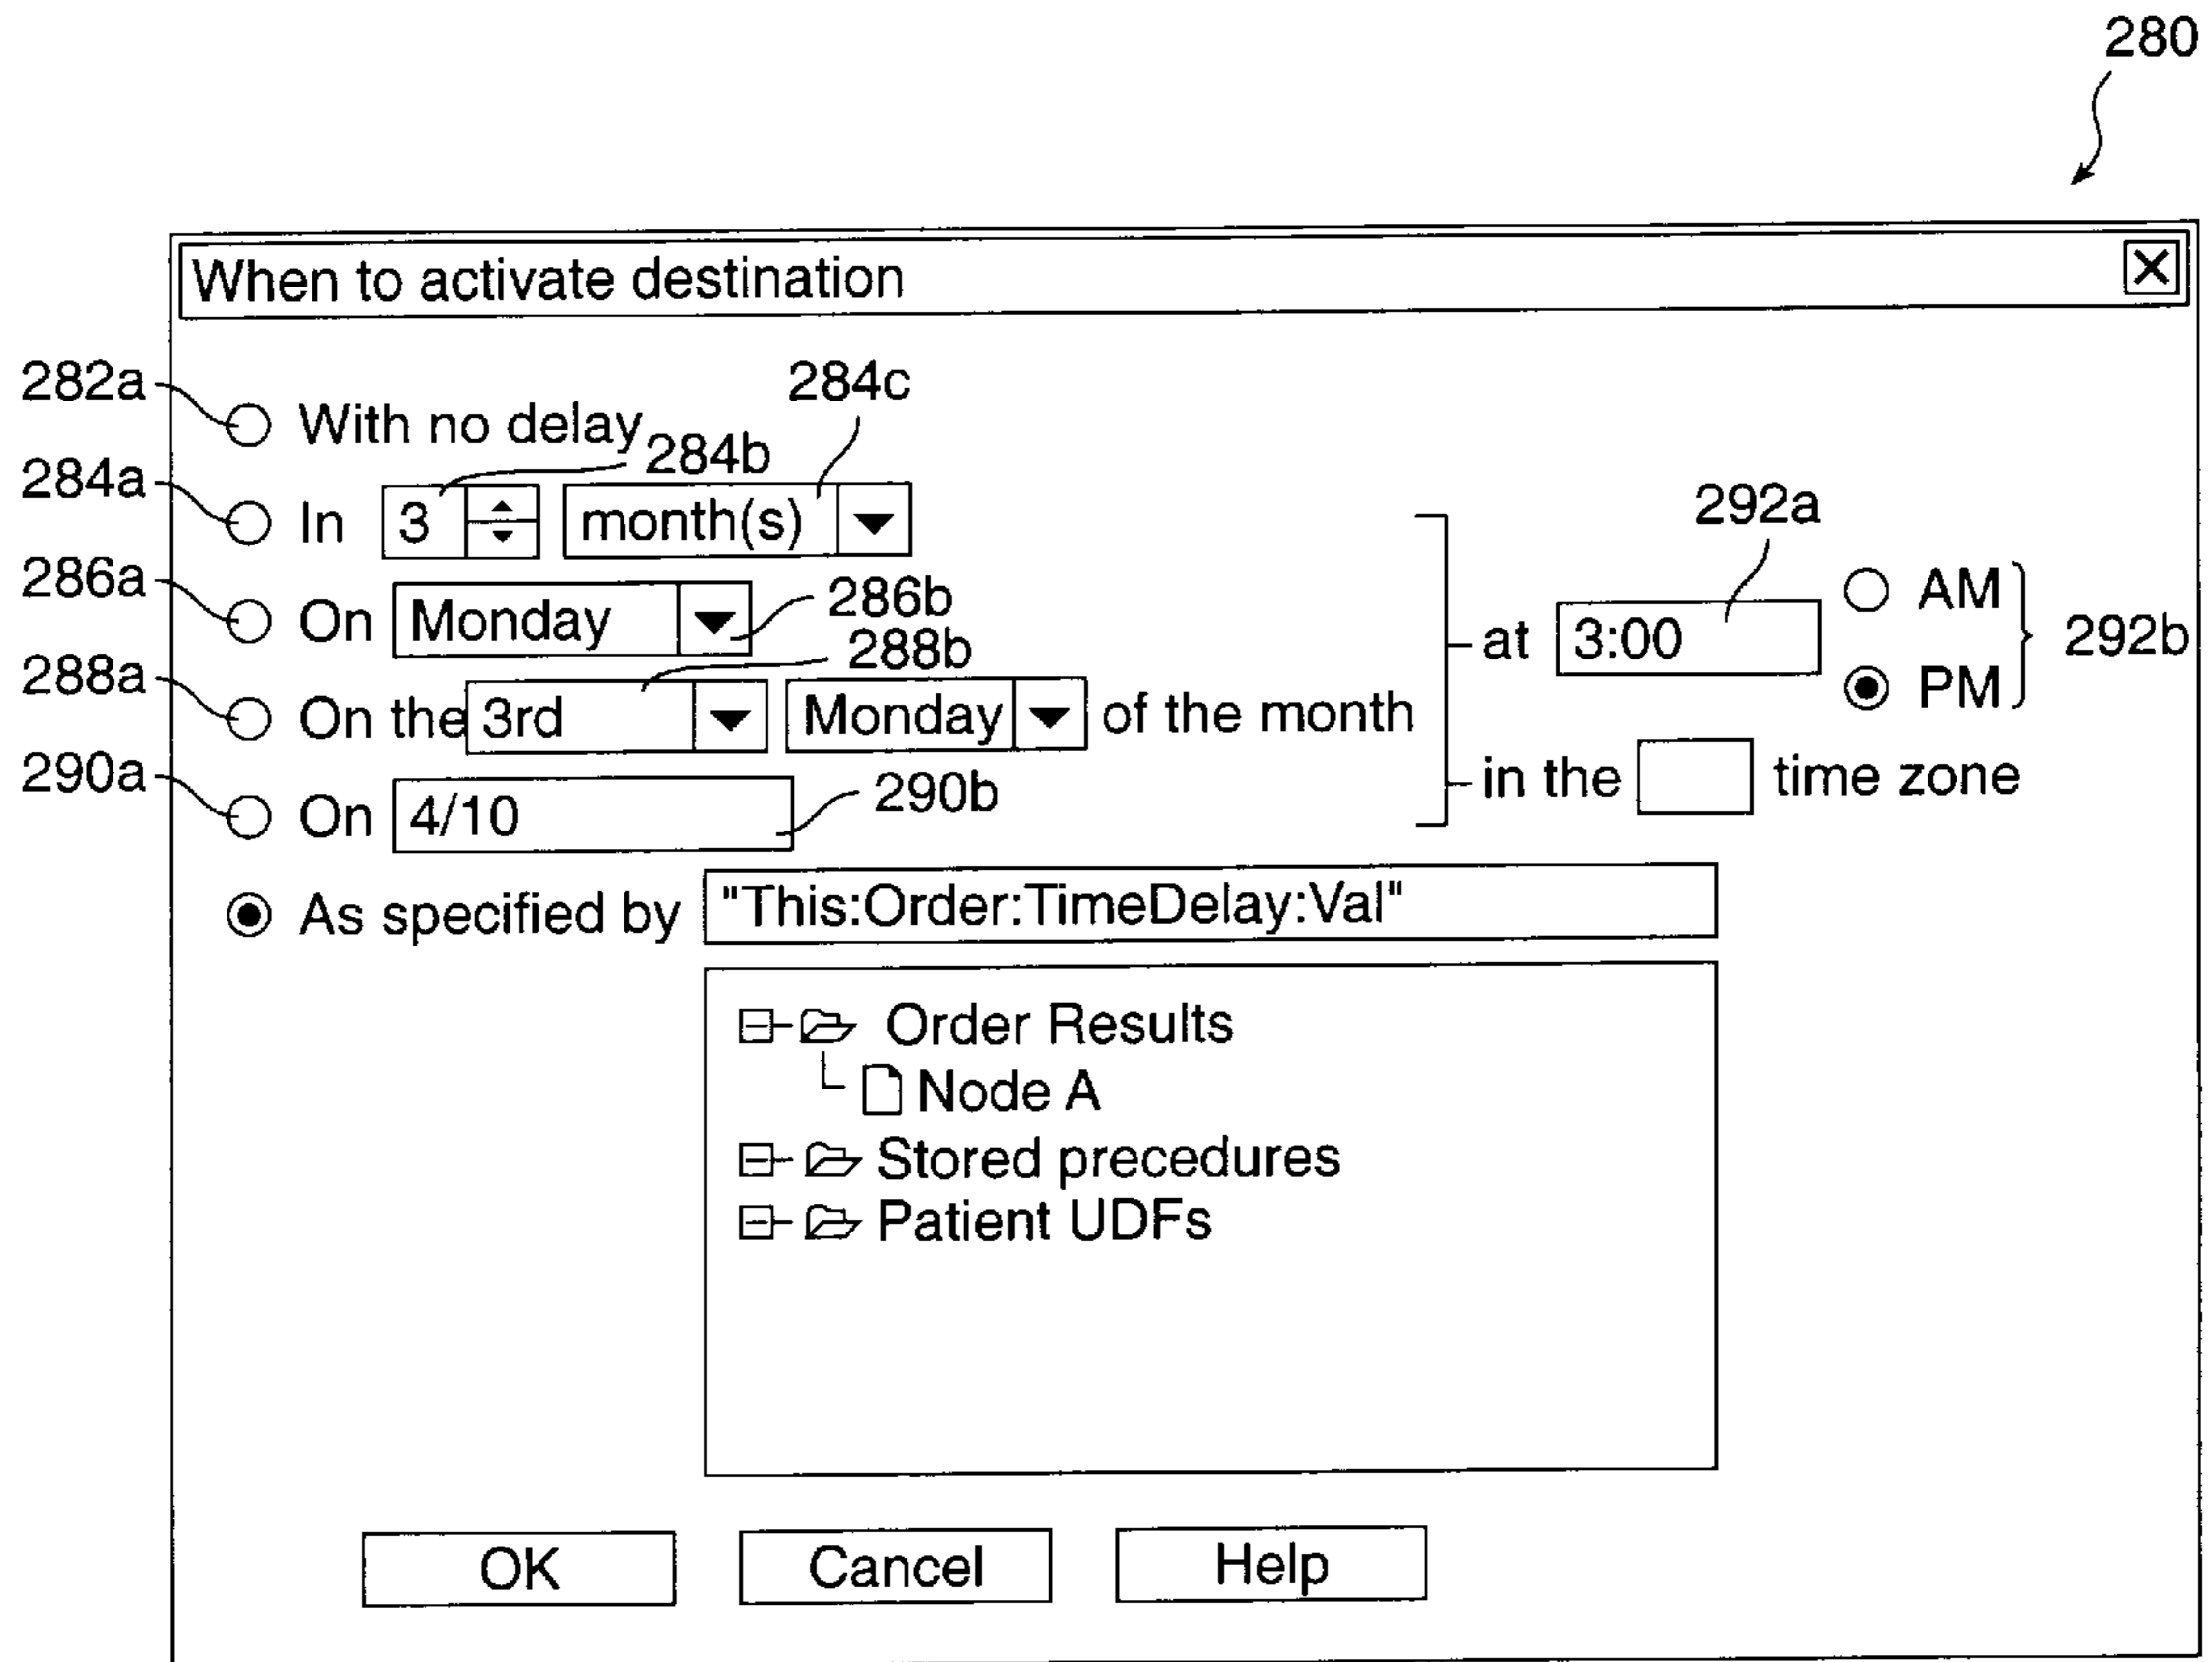 280
When to activate destination
282a
With no delay
284c
284a
In 3 month(s)
284b
286a
On Monday
286b
288a
On the 3rd Monday of the month
288b
290a
On 4/10
290b
at 3:00
292a
AM
PM
292b
in the time zone
As specified by "This:Order:TimeDelay:Val"
Order Results
Node A
Stored precedures
Patient UDFs
OK Cancel Help